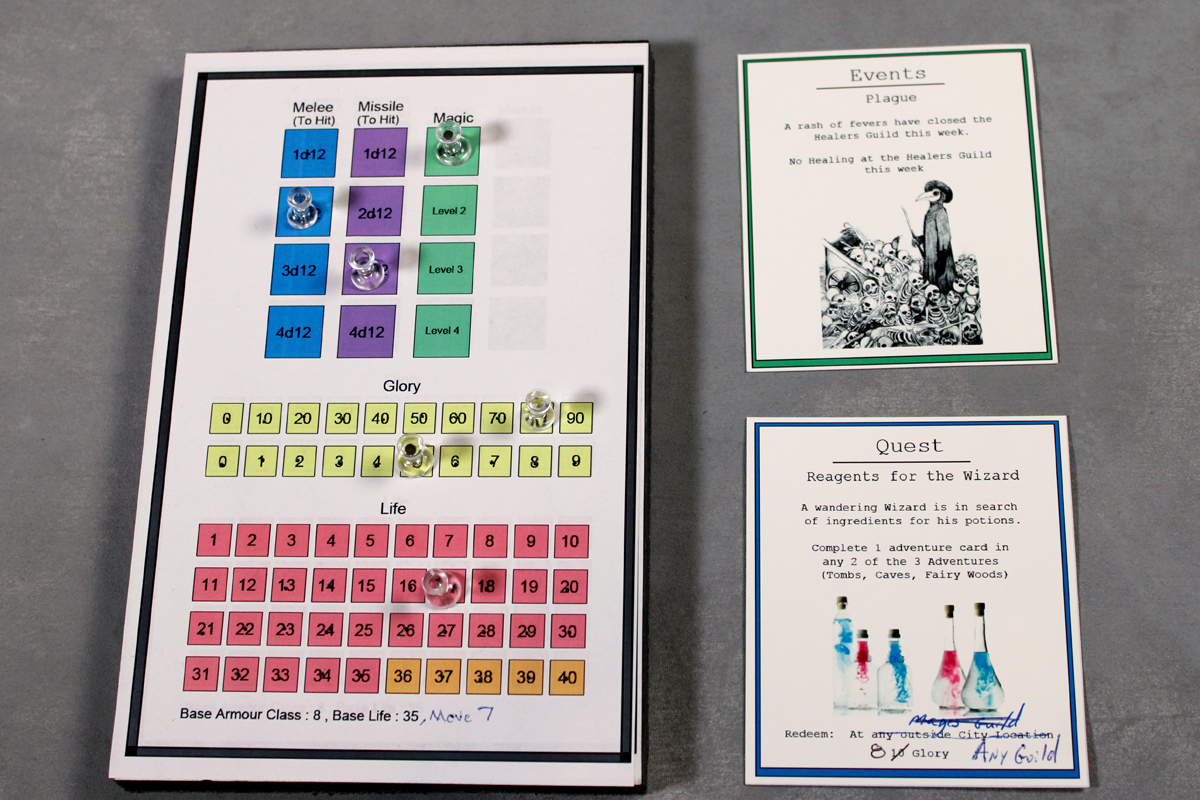 Melee Missile Magic
(To Hit) (To Hit)
1d12 1d12
2d12 Level 2
3d12 Level 3
4d12 4d12 Level 4
Glory
0 10 20 30 40 50 60 70 90
0 1 2 3 4 6 7 8 9
Life
1 2 3 4 5 6 7 8 9 10
11 12 13 14 15 16 18 19 20
21 22 23 24 25 26 27 28 29 30
31 32 33 34 35 36 37 38 39 40
Base Armour Class : 8 , Base Life : 35, Move 7
Events
Plague
A rash of fevers have closed the
Healers Guild this week.
No Healing at the Healers Guild
this week
Quest
Reagents for the Wizard
A wandering Wizard is in search
of ingredients for his potions.
Complete 1 adventure card in
any 2 of the 3 Adventures
(Tombs, Caves, Fairy Woods)
Mages Guild
Redeem: At any outside City Location
8 10 Glory Any Guild